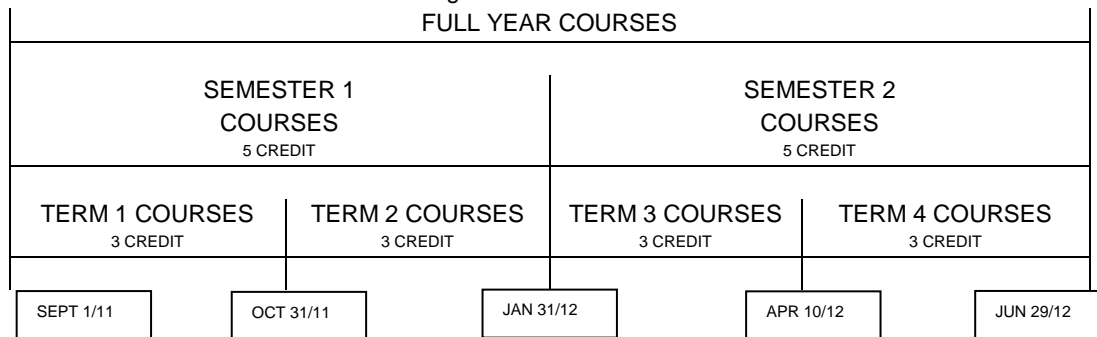 FULL YEAR COURSES
SEMESTER 1 SEMESTER 2
COURSES COURSES
5 CREDIT 5 CREDIT
TERM 1 COURSES TERM 2 COURSES TERM 3 COURSES TERM 4 COURSES
3 CREDIT 3 CREDIT 3 CREDIT 3 CREDIT
SEPT 1/11 OCT 31/11 JAN 31/12 APR 10/12 JUN 29/12